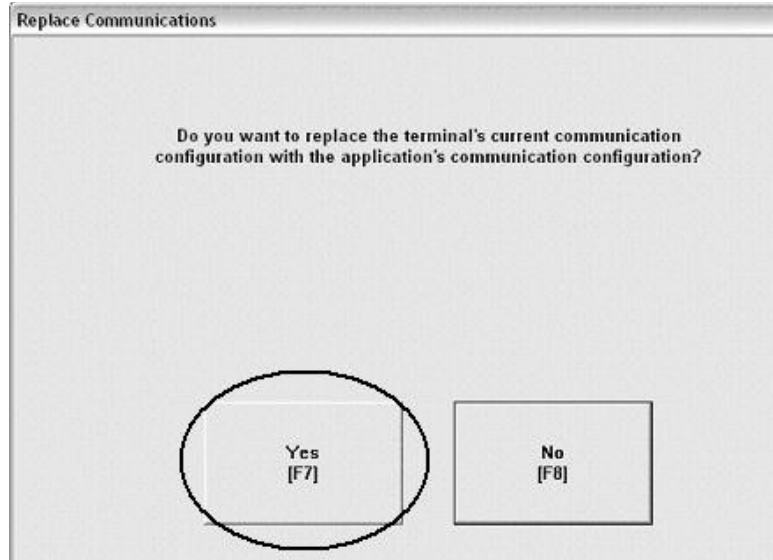 Replace Communications
Do you want to replace the terminal's current communication
configuration with the application's communication configuration?
Yes
[F7]
No
[F8]